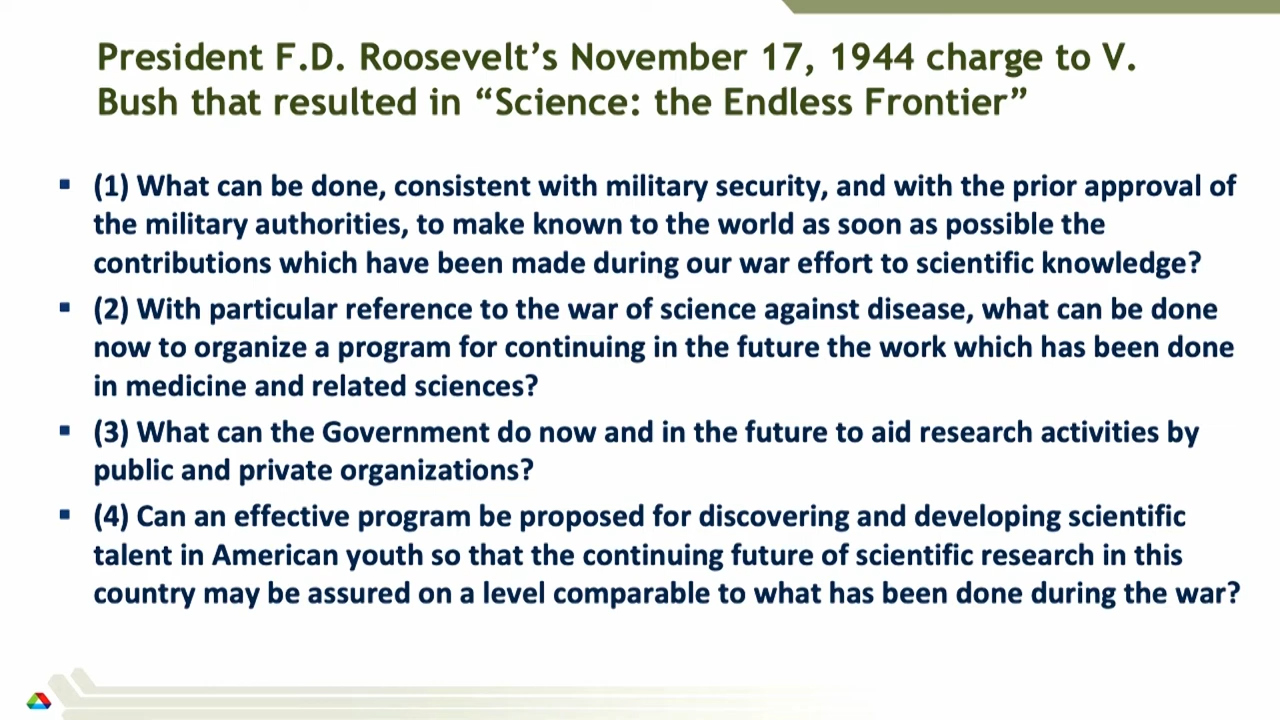 President F.D. Roosevelt’s November 17, 1944 charge to V.
Bush that resulted in “Science: the Endless Frontier”
▪ (1) What can be done, consistent with military security, and with the prior approval of
the military authorities, to make known to the world as soon as possible the
contributions which have been made during our war effort to scientific knowledge?
▪ (2) With particular reference to the war of science against disease, what can be done
now to organize a program for continuing in the future the work which has been done
in medicine and related sciences?
▪ (3) What can the Government do now and in the future to aid research activities by
public and private organizations?
▪ (4) Can an effective program be proposed for discovering and developing scientific
talent in American youth so that the continuing future of scientific research in this
country may be assured on a level comparable to what has been done during the war?